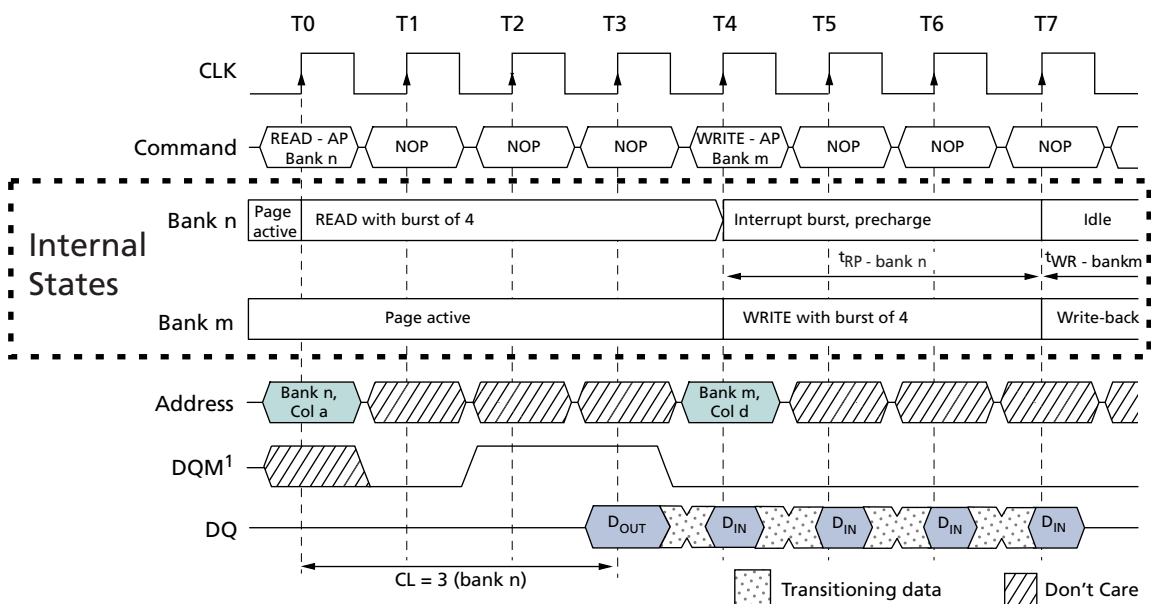 T0 T1 T2 T3 T4 T5 T6 T7
CLK
Command
READ - AP
Bank n
NOP
NOP
NOP
WRITE - AP
Bank m
NOP
NOP
NOP
Internal
States
Bank n
Page
active
READ with burst of 4
Interrupt burst, precharge
Idle
tRP - bank n
tWR - bankm
Bank m
Page active
WRITE with burst of 4
Write-back
Address
Bank n,
Col a
Bank m,
Col d
DQM1
DQ
DOUT
DIN
DIN
DIN
DIN
CL = 3 (bank n)
Transitioning data
Don't Care